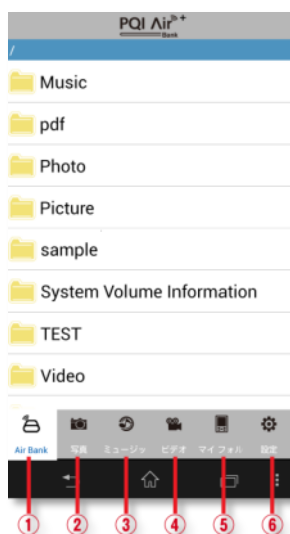 PQI Air+
Bank
/
Music
pdf
Photo
Picture
sample
System Volume Information
TEST
Video
Air Bank 写真 ミュージッ ビデオ マイ フォル 設定
① ② ③ ④ ⑤ ⑥